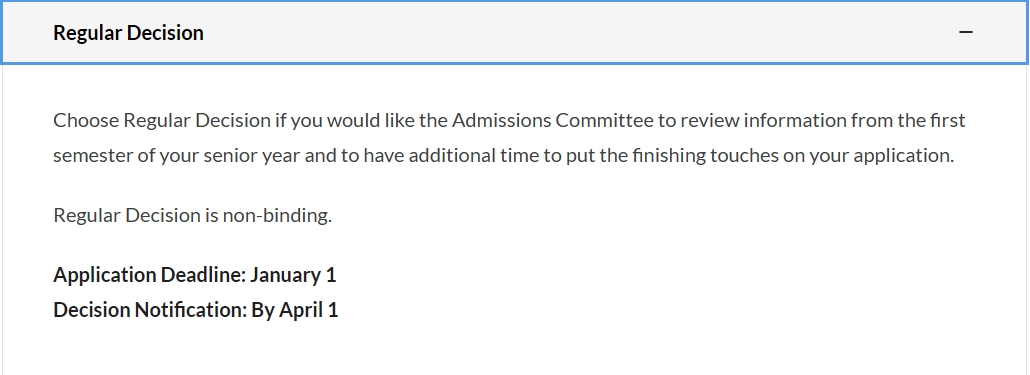 Regular Decision
Choose Regular Decision if you would like the Admissions Committee to review information from the first
semester of your senior year and to have additional time to put the finishing touches on your application.
Regular Decision is non-binding.
Application Deadline: January 1
Decision Notification: By April 1